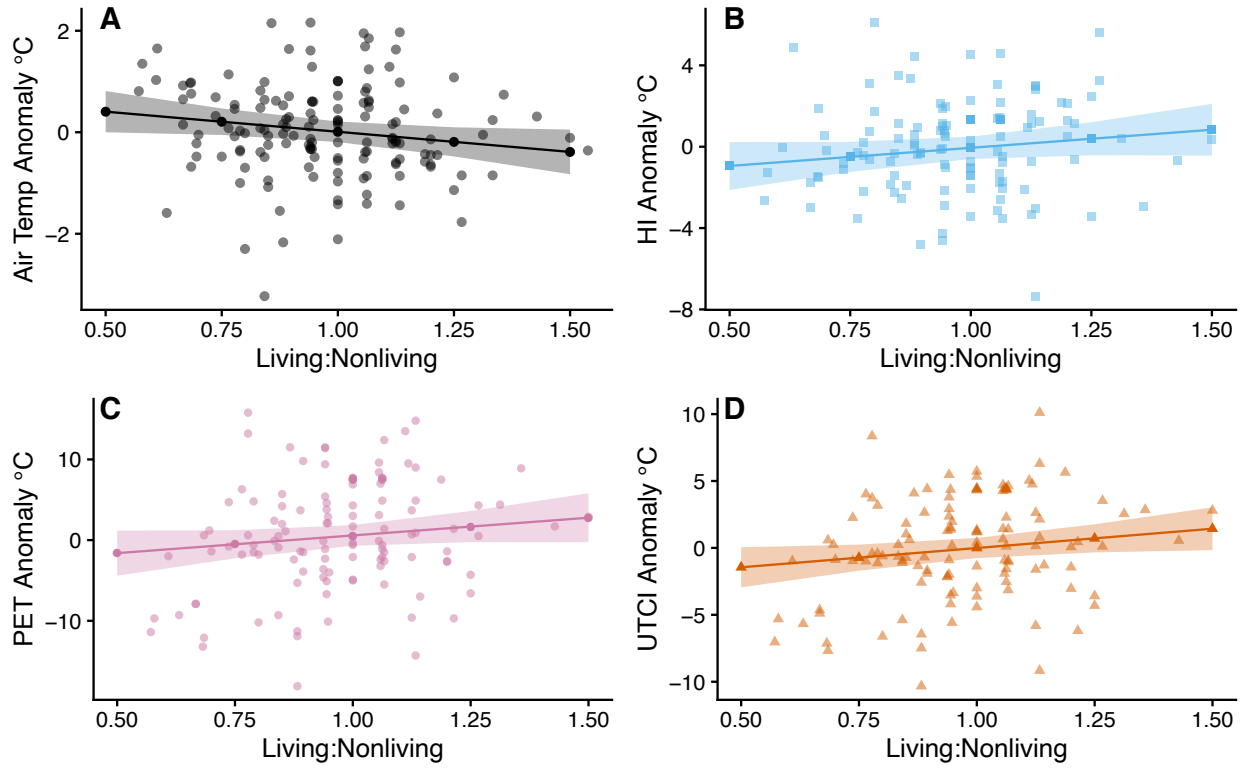 A
Air Temp Anomaly °C
2
0
−2
0.50 0.75 1.00 1.25 1.50
Living:Nonliving
B
HI Anomaly °C
4
0
−4
−8
0.50 0.75 1.00 1.25 1.50
Living:Nonliving
C
PET Anomaly °C
10
0
−10
0.50 0.75 1.00 1.25 1.50
Living:Nonliving
D
UTCI Anomaly °C
10
5
0
−5
−10
0.50 0.75 1.00 1.25 1.50
Living:Nonliving